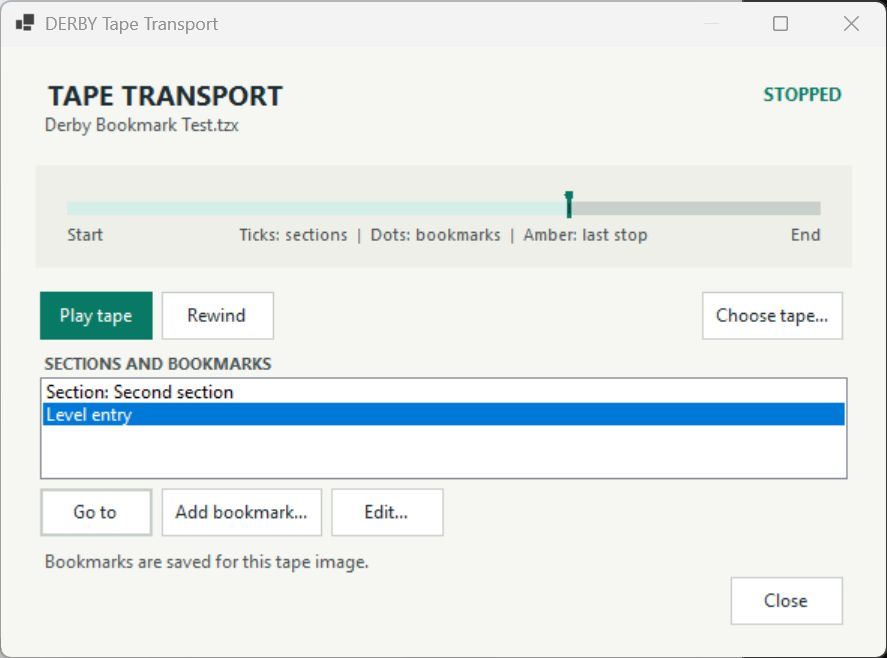 DERBY Tape Transport
TAPE TRANSPORT
STOPPED
Derby Bookmark Test.tzx
Start
Ticks: sections | Dots: bookmarks | Amber: last stop
End
Play tape
Rewind
Choose tape...
SECTIONS AND BOOKMARKS
Section: Second section
Level entry
Go to
Add bookmark...
Edit...
Bookmarks are saved for this tape image.
Close